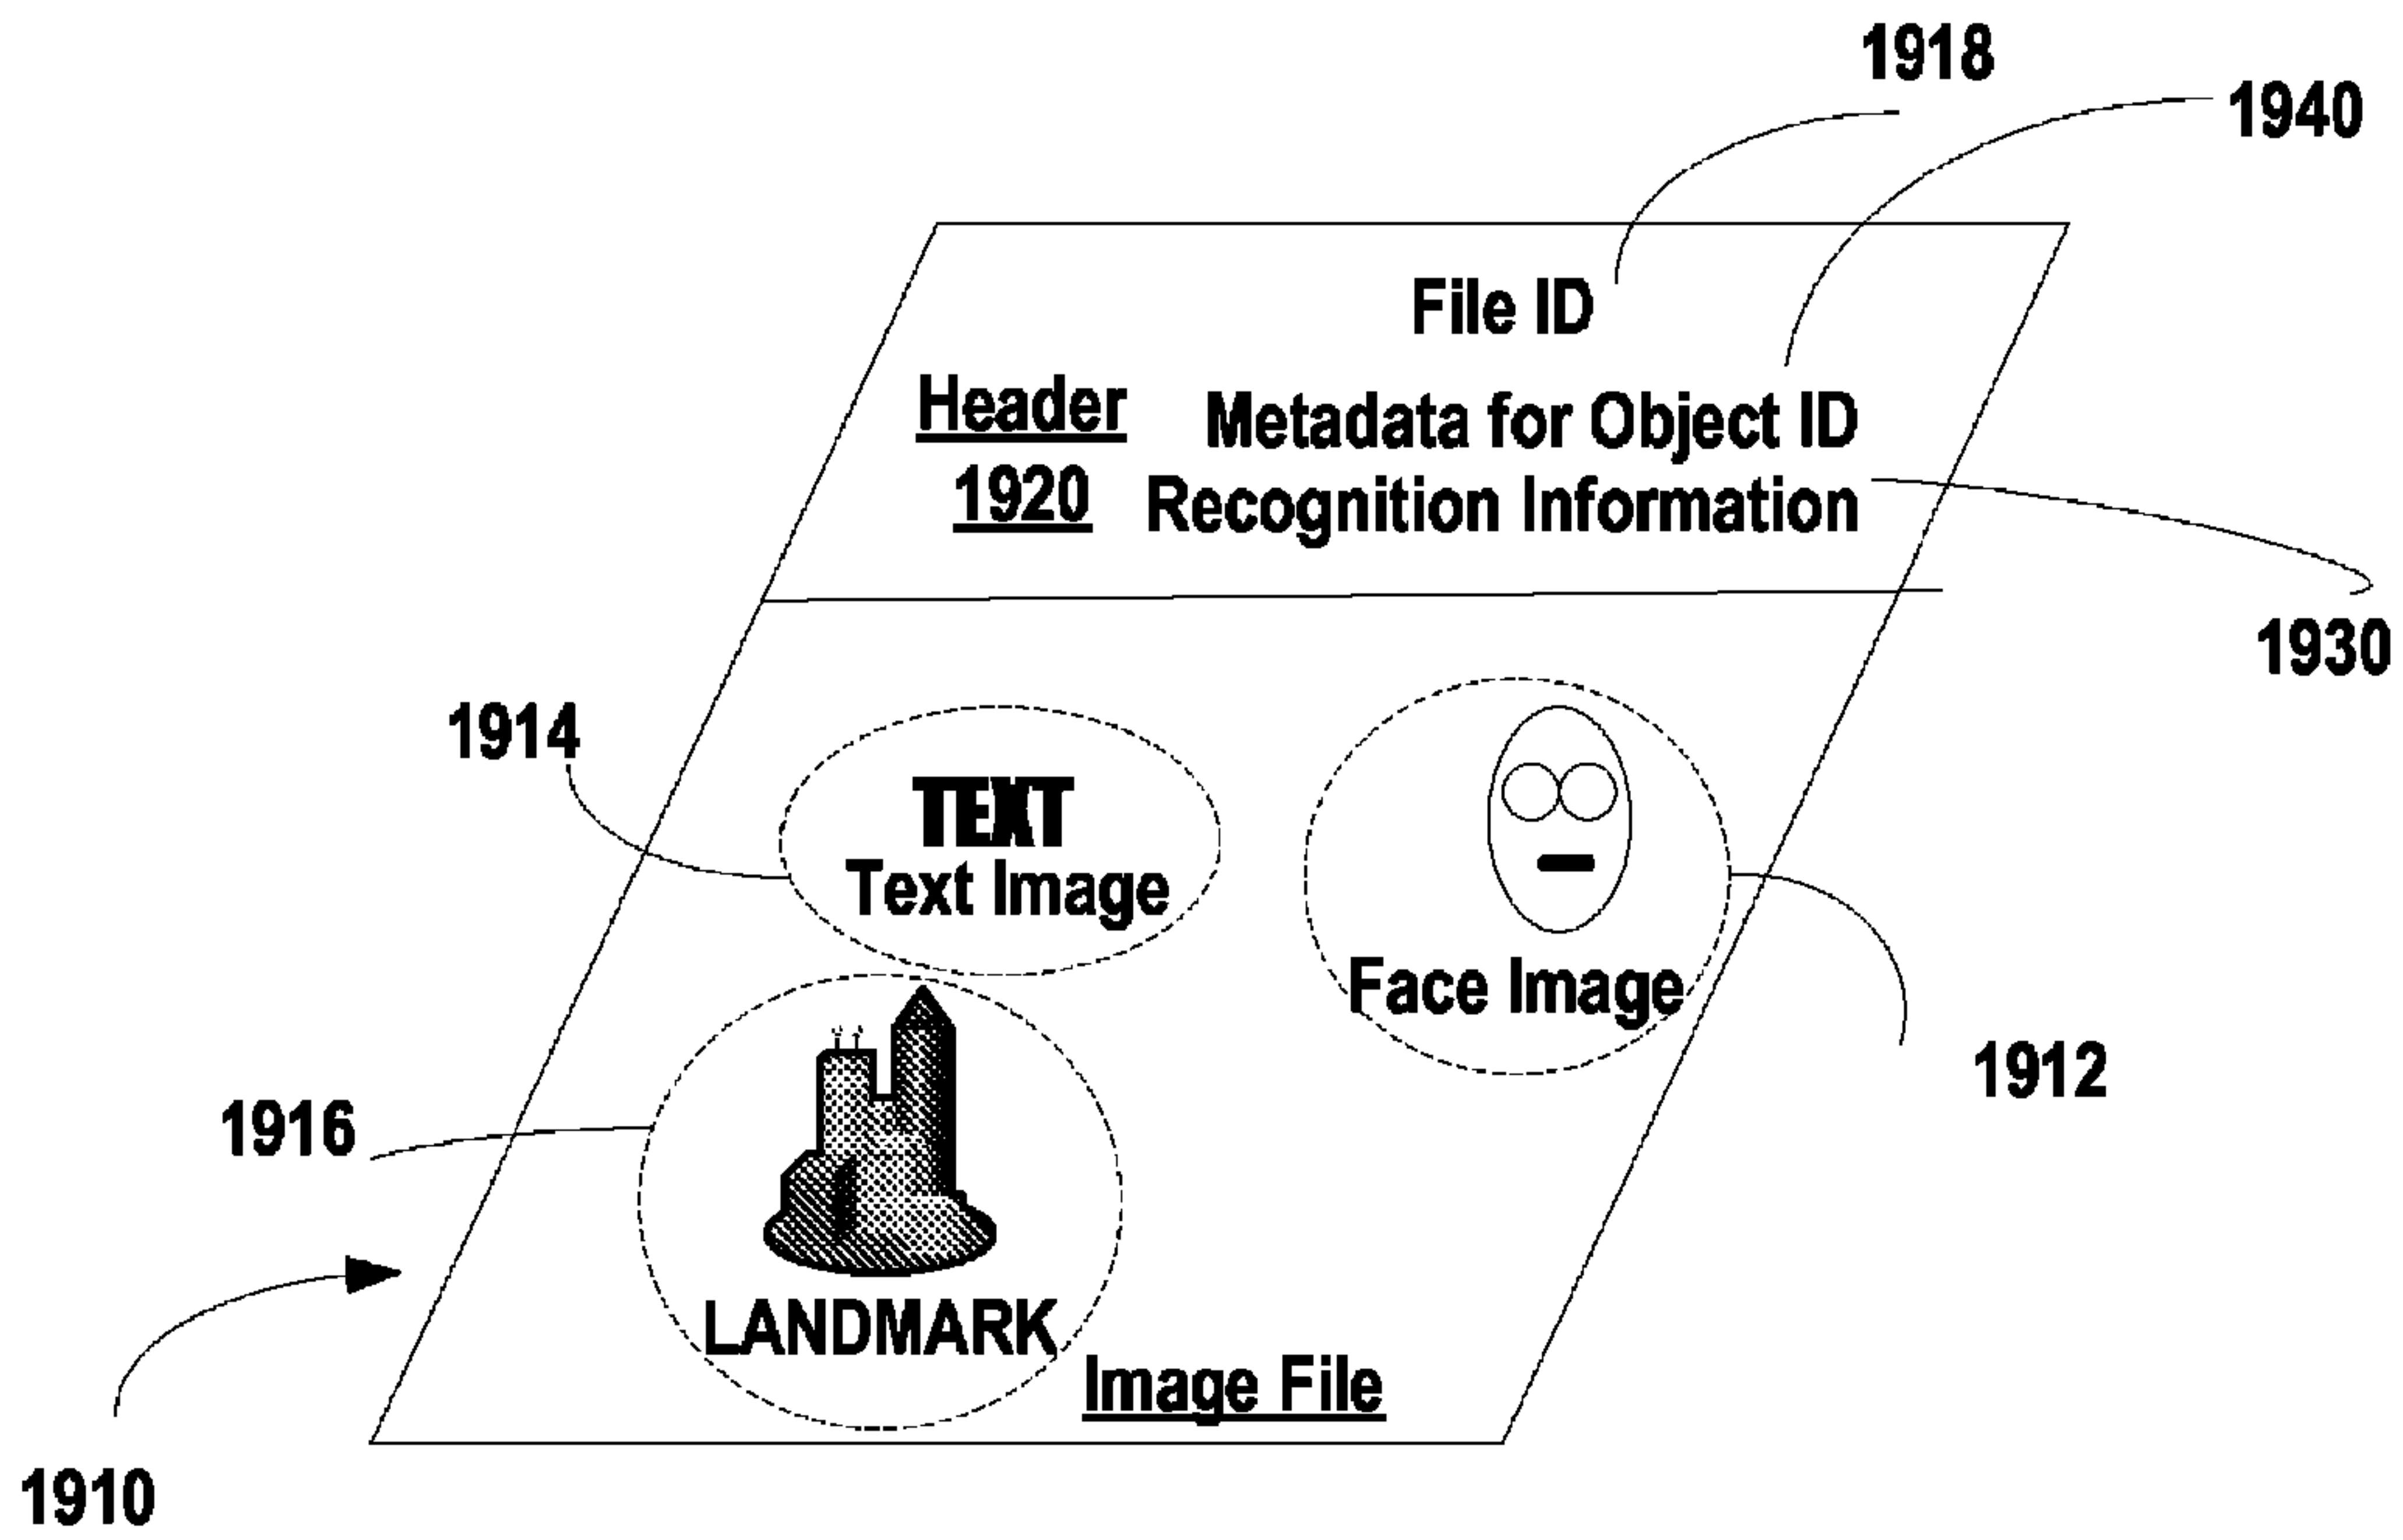 1918
1940
File ID
Header
Metadata for Object ID
1920
Recognition Information
1930
1914
TEXT
Text Image
Face Image
1916
1912
LANDMARK
Image File
1910